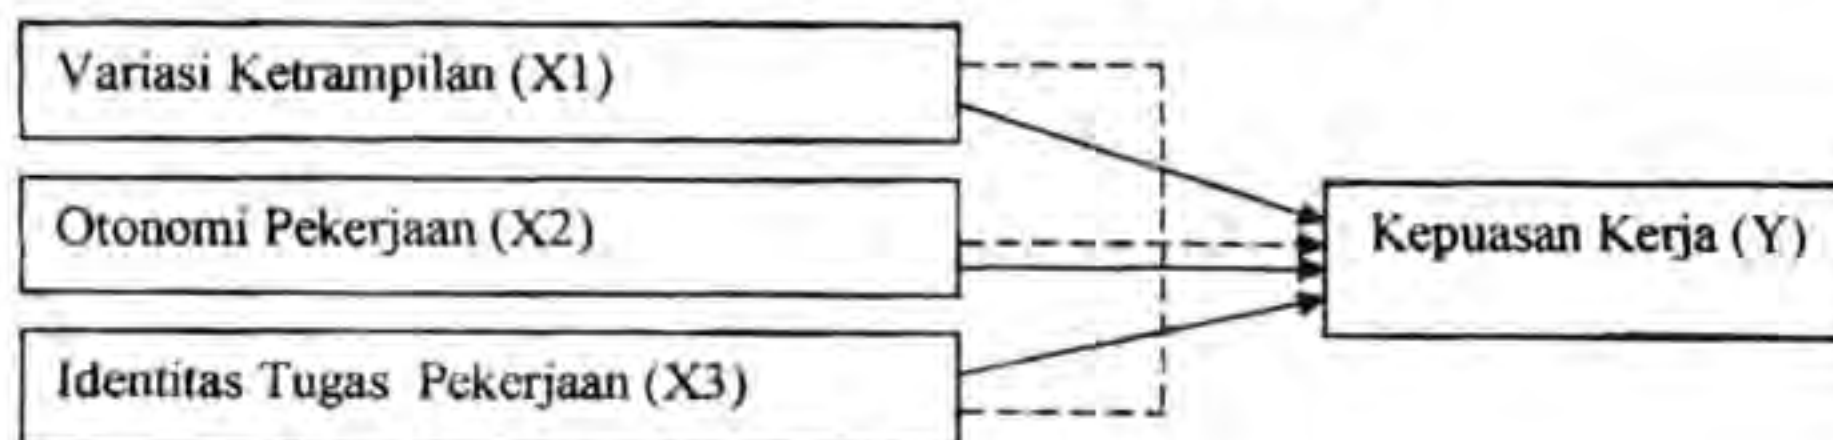 Variasi Ketrampilan (X1)
Otonomi Pekerjaan (X2)
Kepuasan Kerja (Y)
Identitas Tugas Pekerjaan (X3)